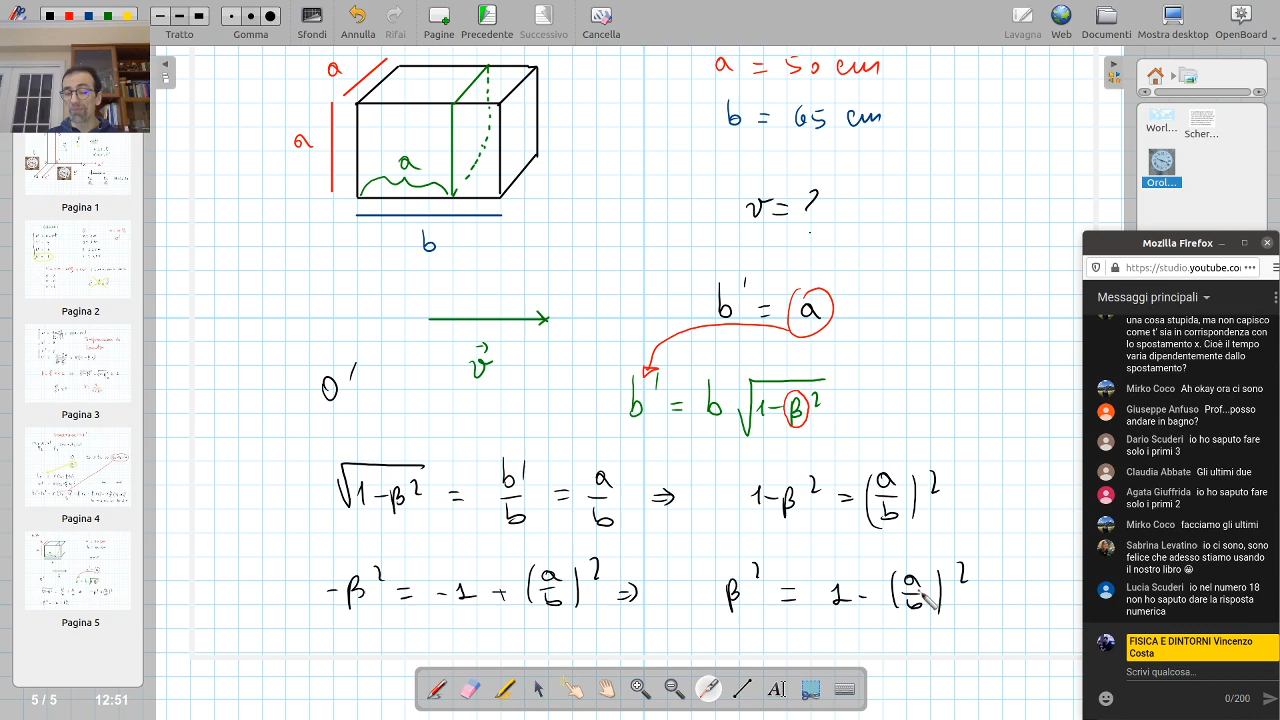 Tratto
Gomma
Sfondi
Annulla
Rifai
Pagine
Precedente
Successivo
Cancella
Lavagna
Web
Documenti
Mostra desktop
OpenBoard
Pagina 1
Pagina 2
Pagina 3
Pagina 4
Pagina 5
5 / 5 12:51
a
a
a
b
a = 50 cm
b = 65 cm
v = ?
b' = a
v
O'
b' = b √1-β²
√1-β² = b'/b = a/b ⇒ 1-β² = (a/b)²
-β² = -1 + (a/b)² ⇒ β² = 1 - (a/b)²
Worl...
Scher...
Orol...
Mozilla Firefox
https://studio.youtube.co
Messaggi principali
una cosa stupida, ma non capisco
come t' sia in corrispondenza con
lo spostamento x. Cioè il tempo
varia dipendentemente dallo
spostamento?
Mirko Coco Ah okay ora ci sono
Giuseppe Anfuso Prof...posso
andare in bagno?
Dario Scuderi io ho saputo fare
solo i primi 3
Claudia Abbate Gli ultimi due
Agata Giuffrida io ho saputo fare
solo i primi 2
Mirko Coco facciamo gli ultimi
Sabrina Levatino io ci sono, sono
felice che adesso stiamo usando
il nostro libro 😀
Lucia Scuderi io nel numero 18
non ho saputo dare la risposta
numerica
FISICA E DINTORNI Vincenzo
Costa
Scrivi qualcosa...
0/200